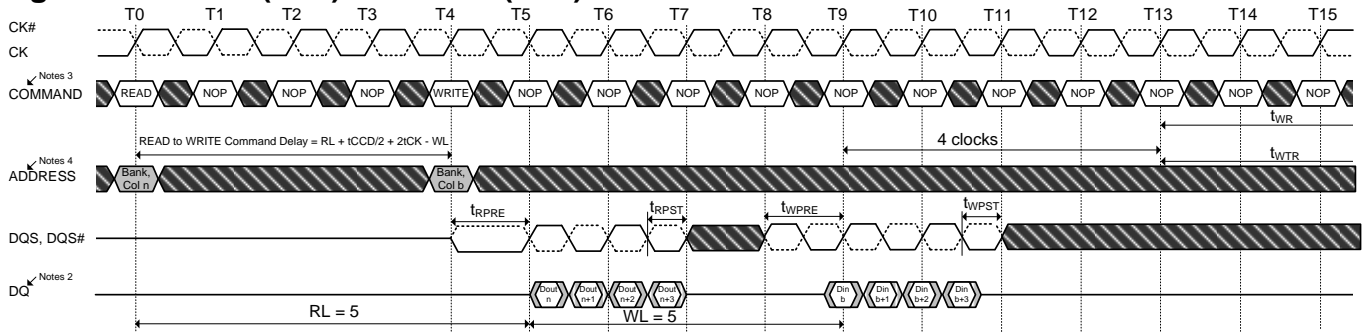 T0 T1 T2 T3 T4 T5 T6 T7 T8 T9 T10 T11 T12 T13 T14 T15
CK#
CK
Notes 3
COMMAND READ NOP NOP NOP WRITE NOP NOP NOP NOP NOP NOP NOP NOP NOP NOP NOP
tWR
READ to WRITE Command Delay = RL + tCCD/2 + 2tCK - WL
4 clocks
Notes 4
tWTR
ADDRESS Bank, Col n Bank, Col b
tRPRE tRPST tWPRE tWPST
DQS, DQS#
Notes 2
DQ Dout n Dout n+1 Dout n+2 Dout n+3 Din b Din b+1 Din b+2 Din b+3
RL = 5 WL = 5